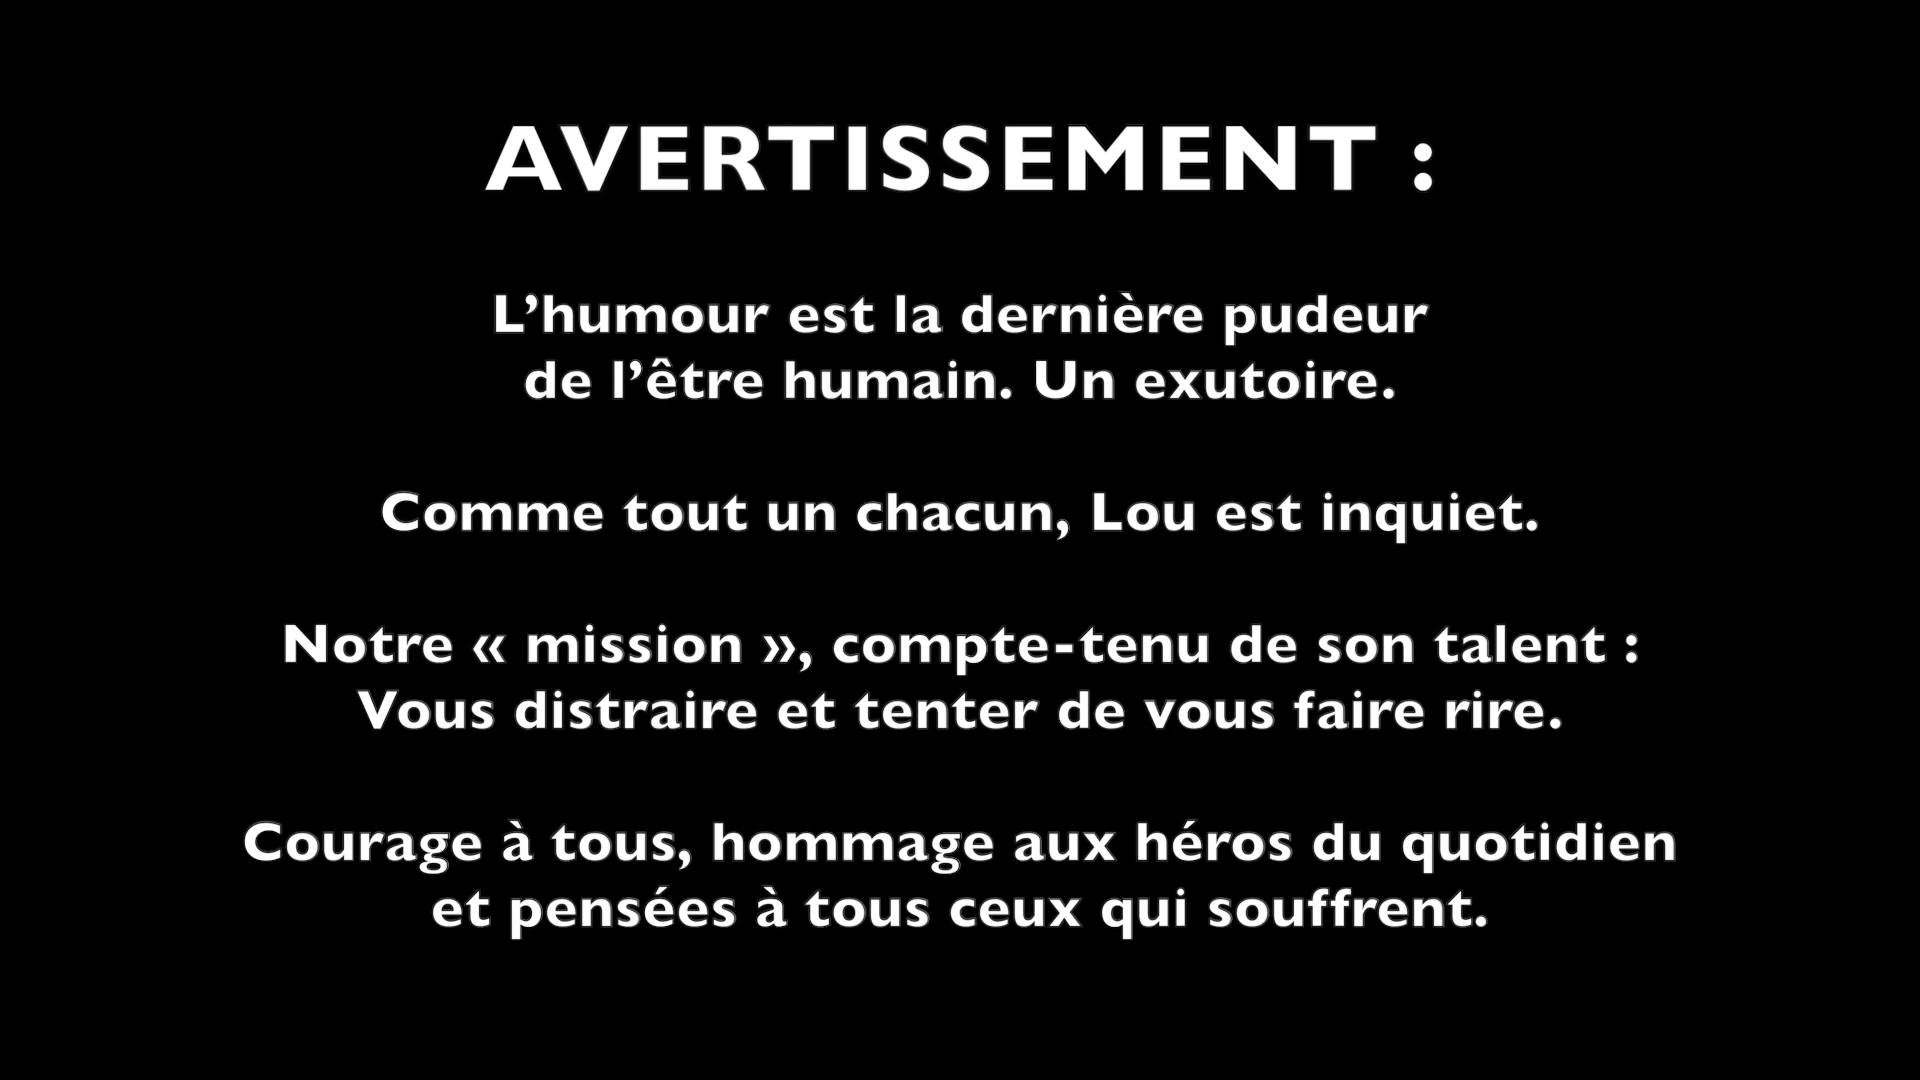 AVERTISSEMENT :
L’humour est la dernière pudeur
de l’être humain. Un exutoire.
Comme tout un chacun, Lou est inquiet.
Notre « mission », compte-tenu de son talent :
Vous distraire et tenter de vous faire rire.
Courage à tous, hommage aux héros du quotidien
et pensées à tous ceux qui souffrent.